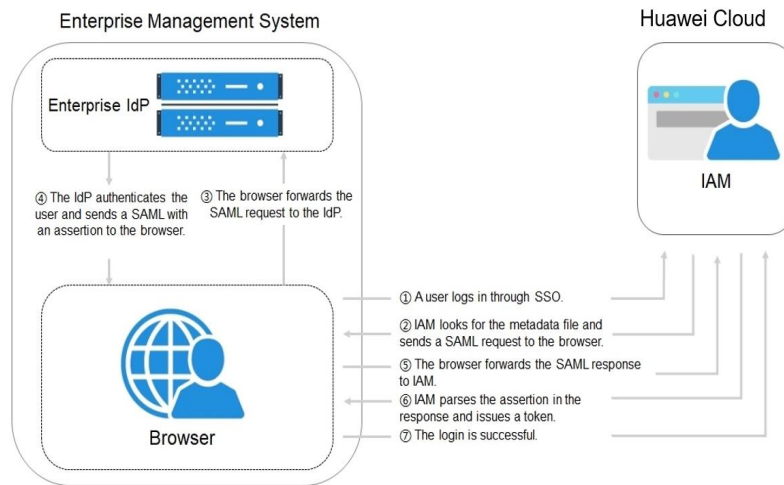 Enterprise Management System
Huawei Cloud
Enterprise IdP
IAM
④ The IdP authenticates the
user and sends a SAML with
an assertion to the browser.
③ The browser forwards the
SAML request to the IdP.
① A user logs in through SSO.
② IAM looks for the metadata file and
sends a SAML request to the browser.
⑤ The browser forwards the SAML response
to IAM.
⑥ IAM parses the assertion in the
response and issues a token.
⑦ The login is successful.
Browser